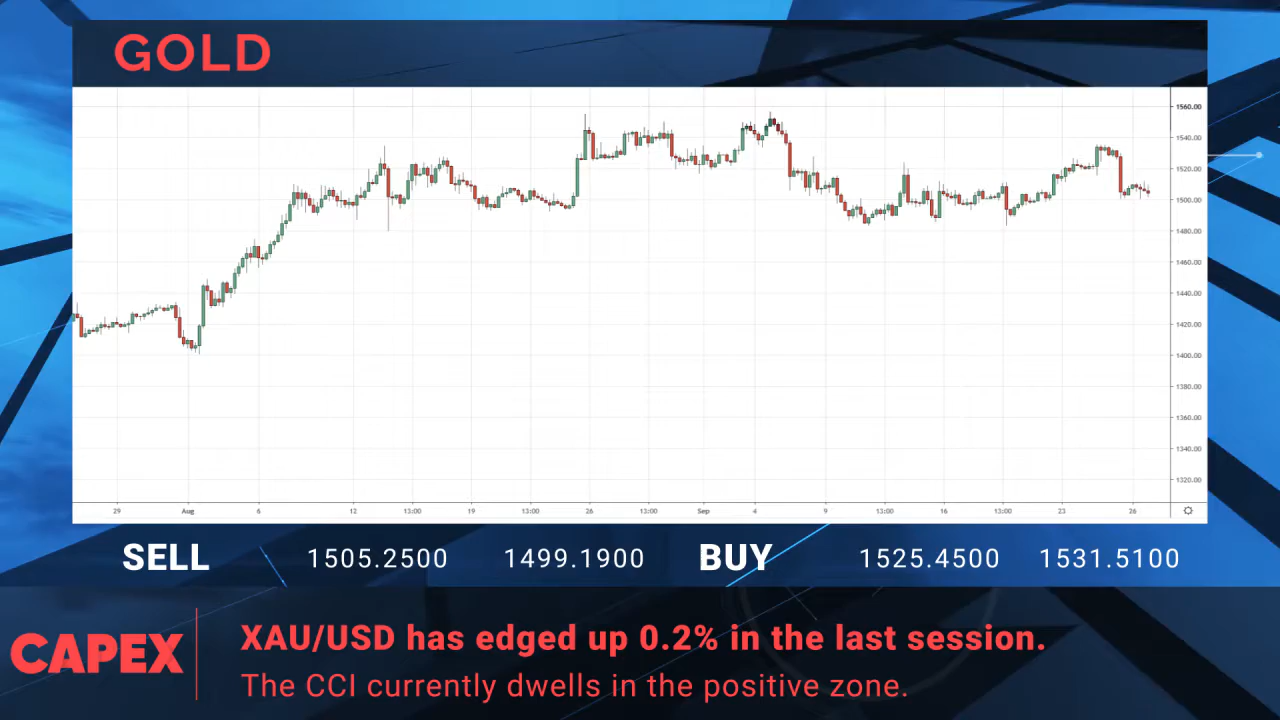 GOLD
1560.00
1540.00
1520.00
1500.00
1480.00
1460.00
1440.00
1420.00
1400.00
1380.00
1360.00
1340.00
1320.00
29 Aug 6 12 13:00 19 13:00 26 13:00 Sep 4 9 13:00 16 13:00 23 26
SELL 1505.2500 1499.1900 BUY 1525.4500 1531.5100
CAPEX
XAU/USD has edged up 0.2% in the last session.
The CCI currently dwells in the positive zone.